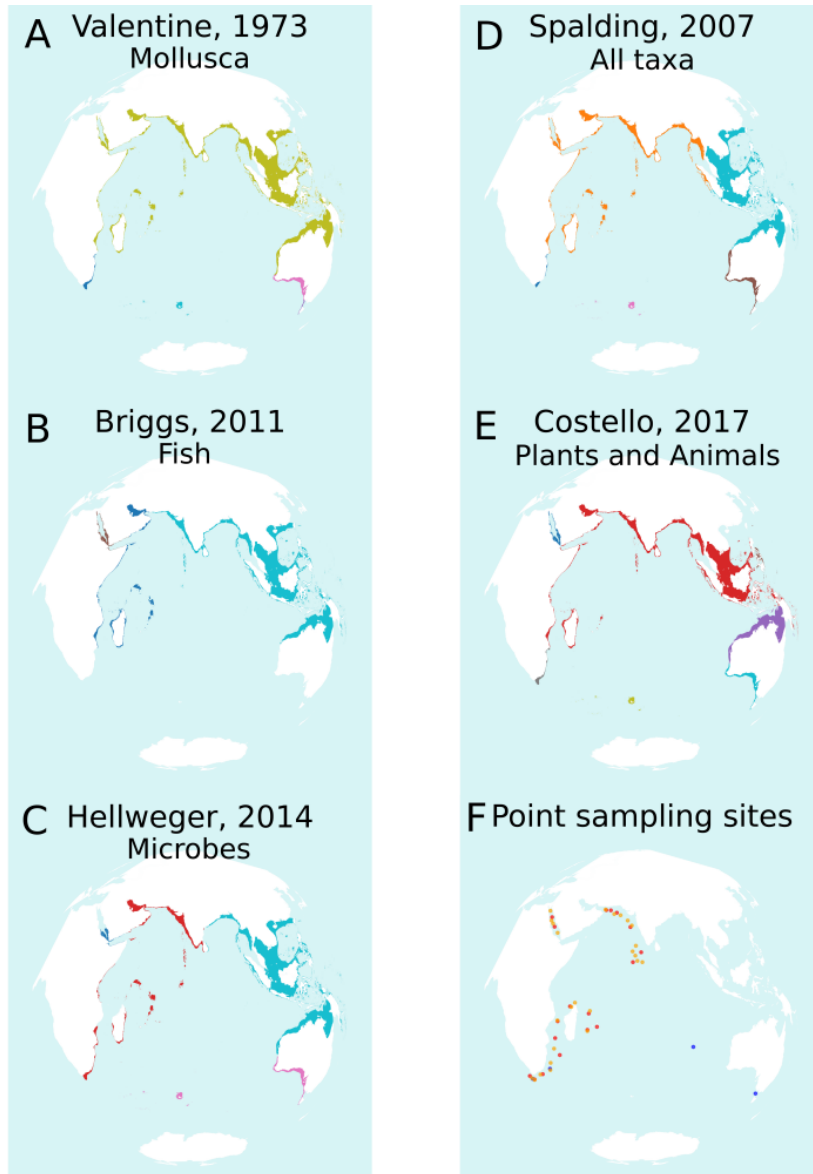 A Valentine, 1973
Mollusca
D Spalding, 2007
All taxa
B Briggs, 2011
Fish
E Costello, 2017
Plants and Animals
C Hellweger, 2014
Microbes
F Point sampling sites